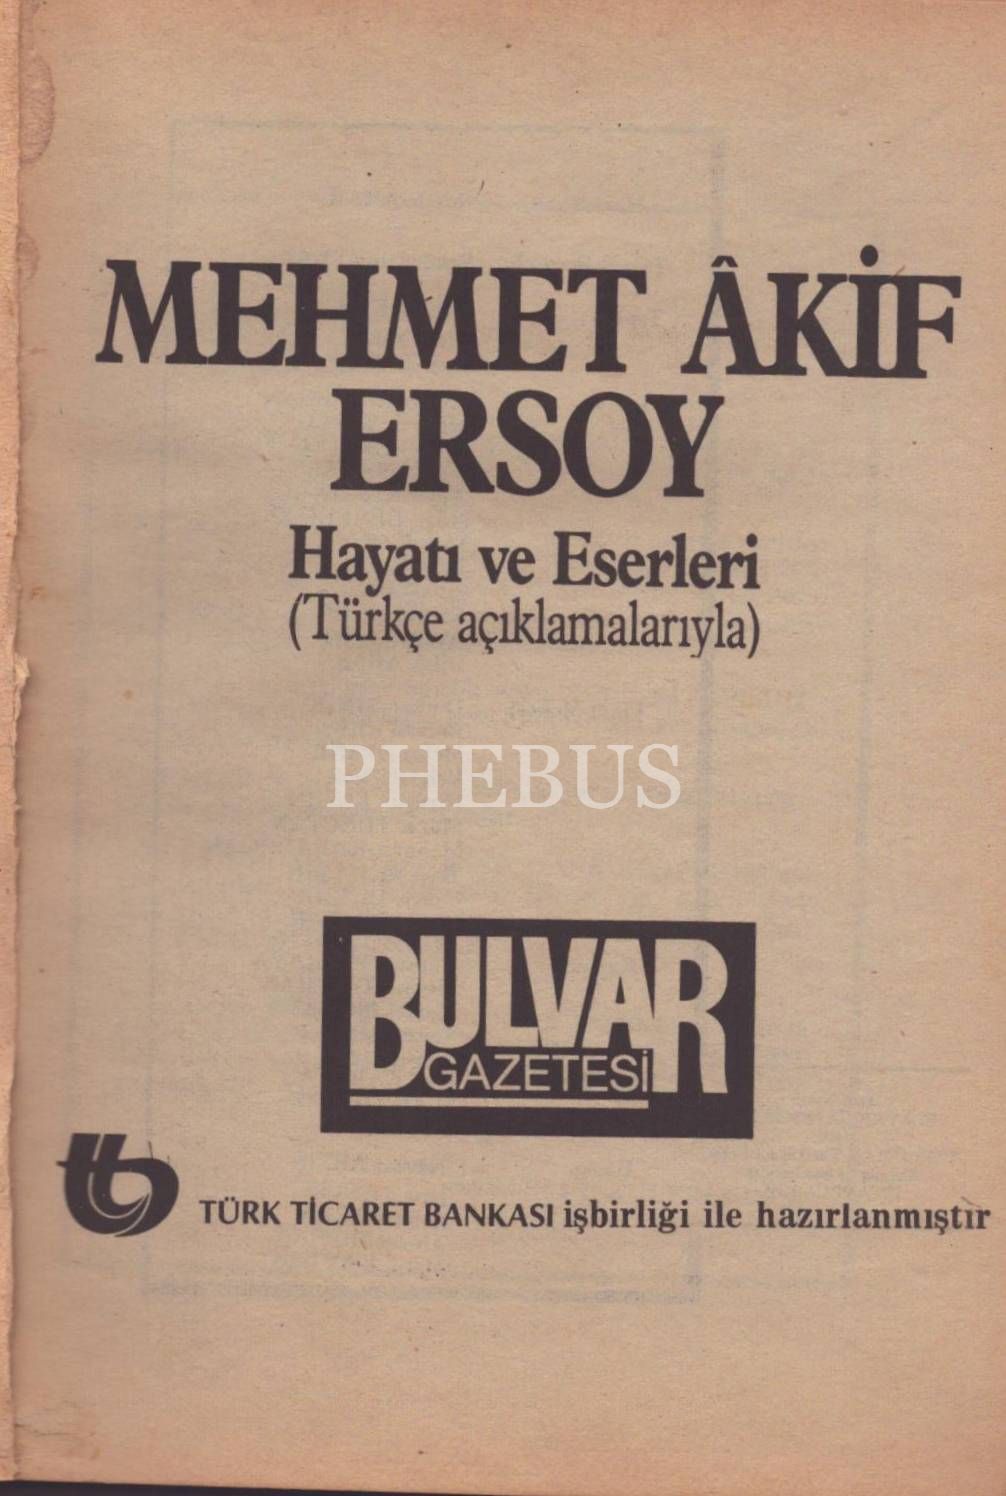 MEHMET ÂKİF
ERSOY
Hayatı ve Eserleri
(Türkçe açıklamalarıyla)
PHEBUS
BULVAR
GAZETESİ
TÜRK TİCARET BANKASI işbirliği ile hazırlanmıştır